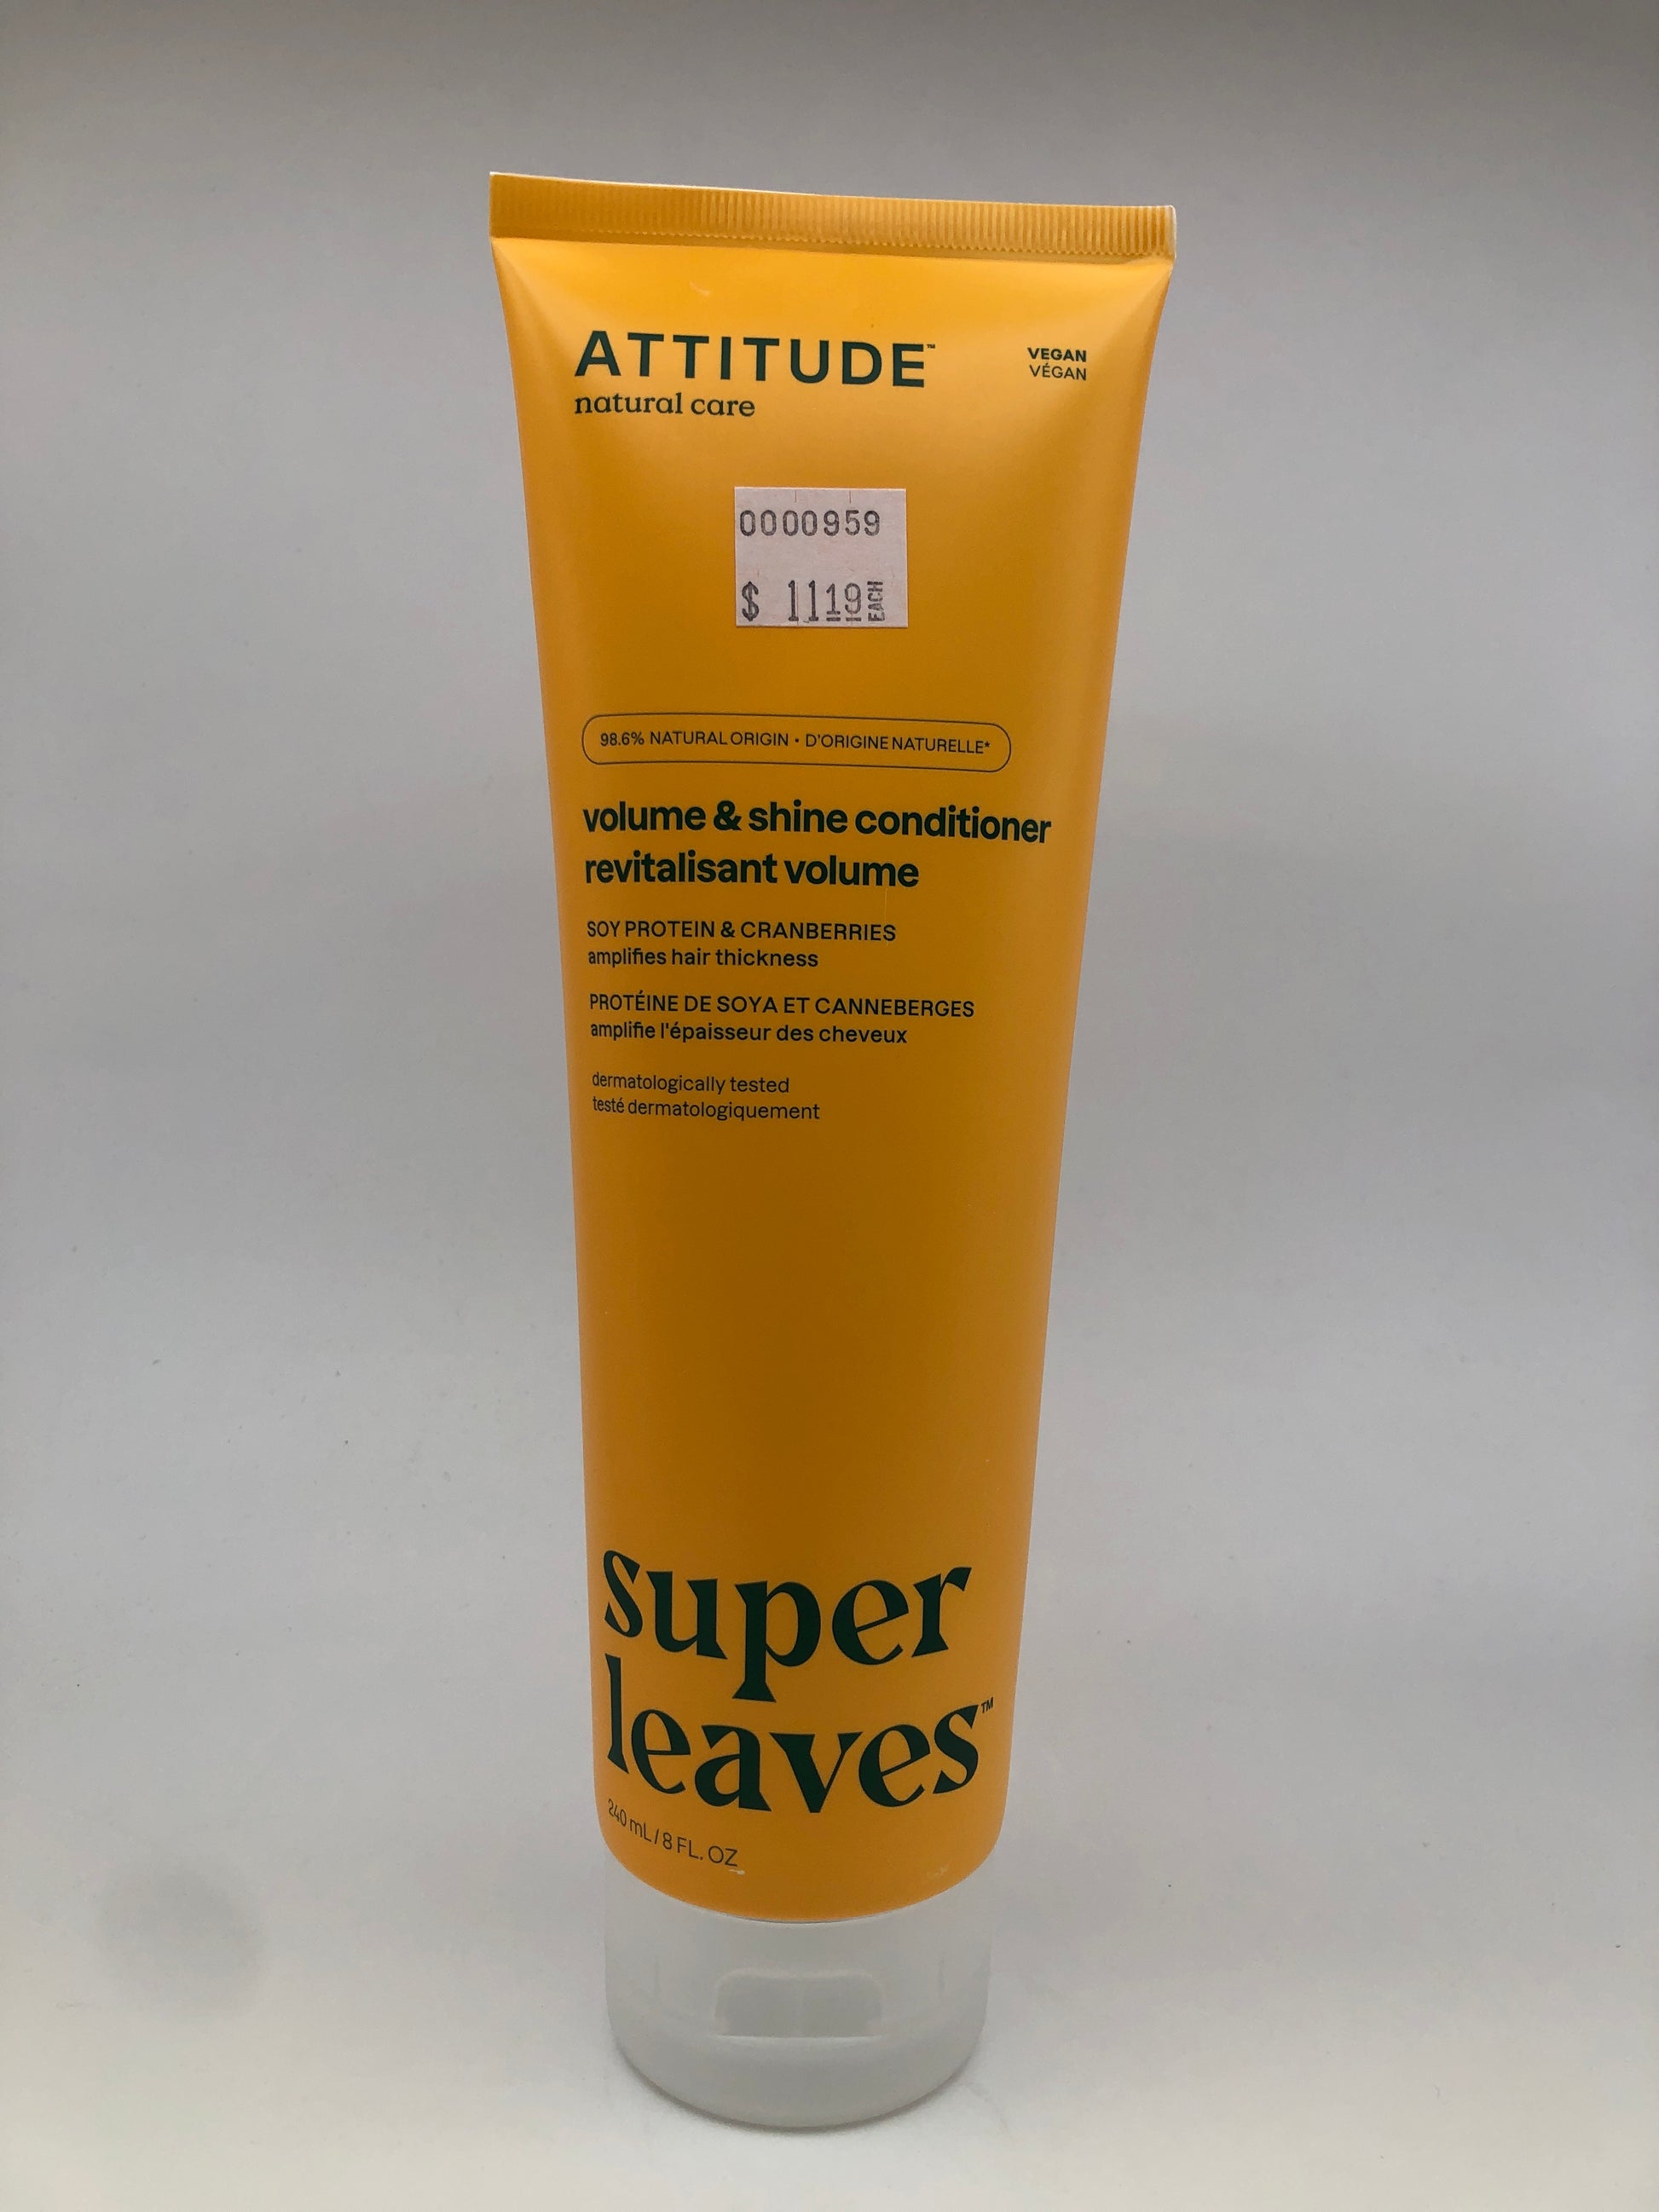 ATTITUDE™
natural care
VEGAN
VÉGAN
0000959
$ 1119 EACH
98.6% NATURAL ORIGIN • D'ORIGINE NATURELLE*
volume & shine conditioner
revitalisant volume
SOY PROTEIN & CRANBERRIES
amplifies hair thickness
PROTÉINE DE SOYA ET CANNEBERGES
amplifie l'épaisseur des cheveux
dermatologically tested
testé dermatologiquement
super
leaves™
240 mL / 8 FL. OZ